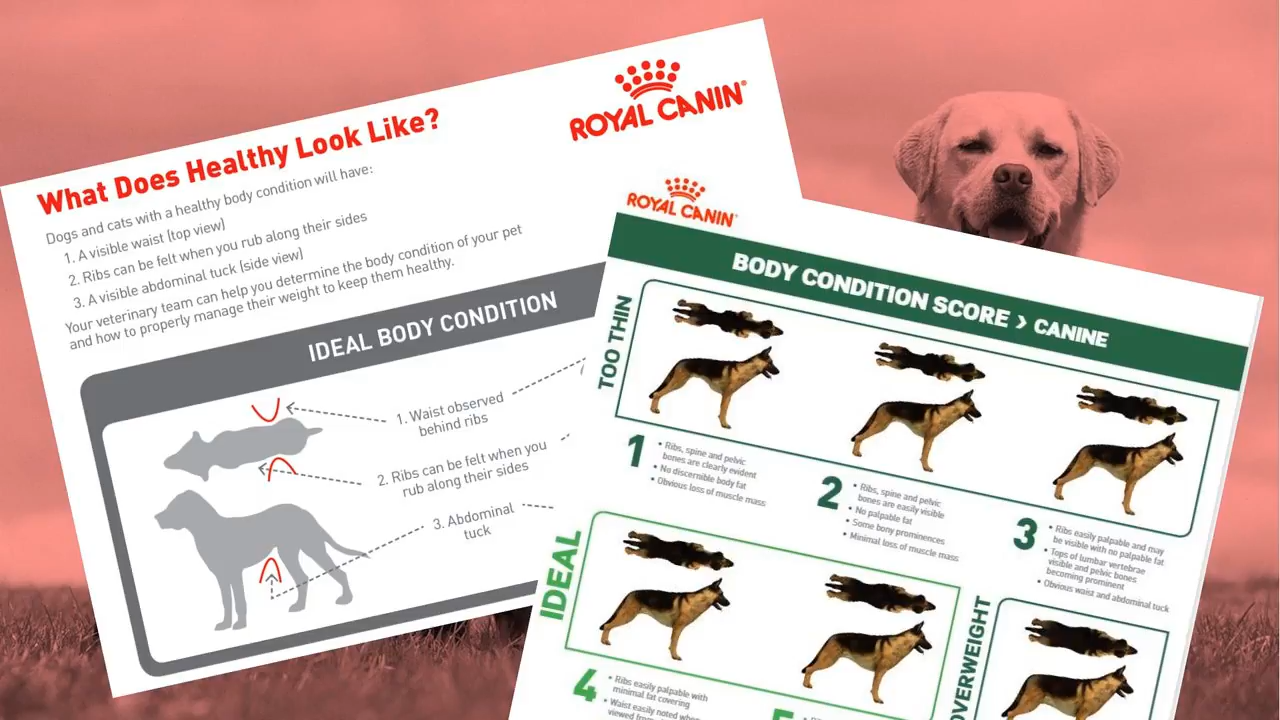 What Does Healthy Look Like?
ROYAL CANIN®
Dogs and cats with a healthy body condition will have:
1. A visible waist (top view)
2. Ribs can be felt when you rub along their sides
3. A visible abdominal tuck (side view)
Your veterinary team can help you determine the body condition of your pet
and how to properly manage their weight to keep them healthy.
IDEAL BODY CONDITION
1. Waist observed
behind ribs
2. Ribs can be felt when you
rub along their sides
3. Abdominal
tuck
ROYAL CANIN
BODY CONDITION SCORE › CANINE
TOO THIN
1
• Ribs, spine and pelvic
bones are clearly evident
• No discernible body fat
• Obvious loss of muscle mass
2
• Ribs, spine and pelvic
bones are easily visible
• No palpable fat
• Some bony prominences
• Minimal loss of muscle mass
3
• Ribs easily palpable and may
be visible with no palpable fat
• Tops of lumbar vertebrae
visible and pelvic bones
becoming prominent
• Obvious waist and abdominal tuck
IDEAL
4
• Ribs easily palpable with
minimal fat covering
• Waist easily noted when
viewed from
OVERWEIGHT